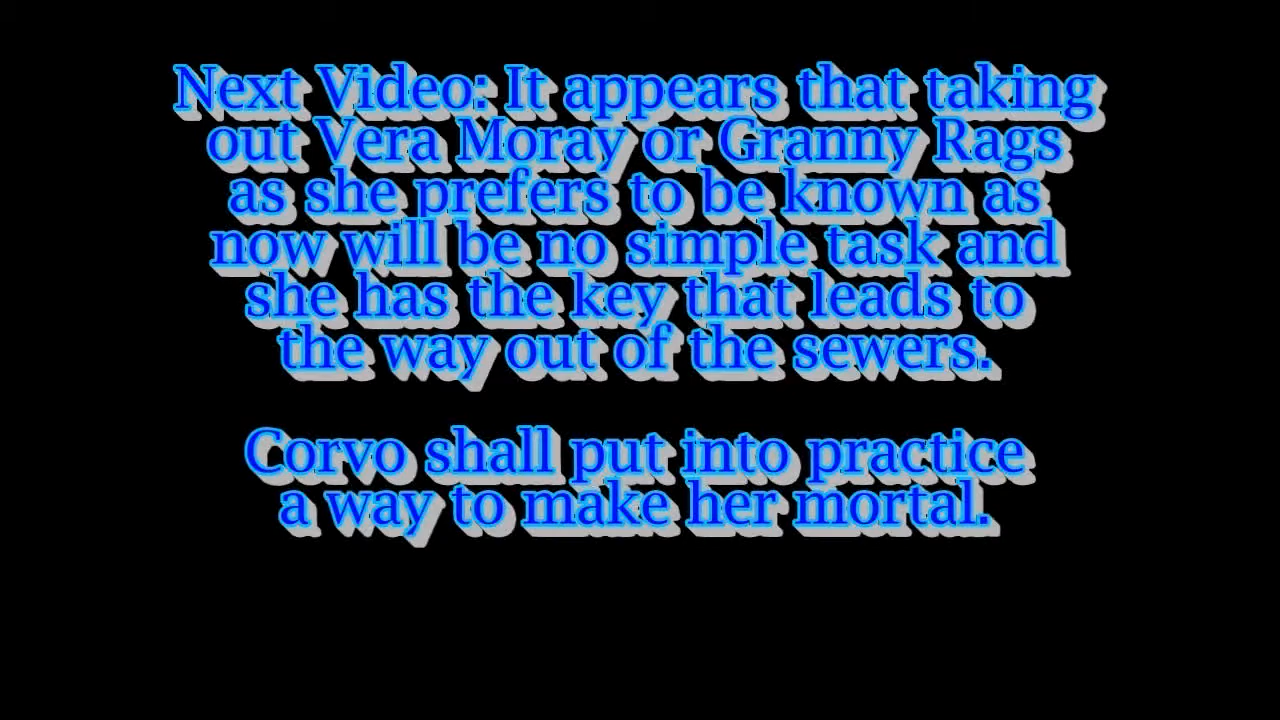 Next Video: It appears that taking
out Vera Moray or Granny Rags
as she prefers to be known as
now will be no simple task and
she has the key that leads to
the way out of the sewers.
Corvo shall put into practice
a way to make her mortal.